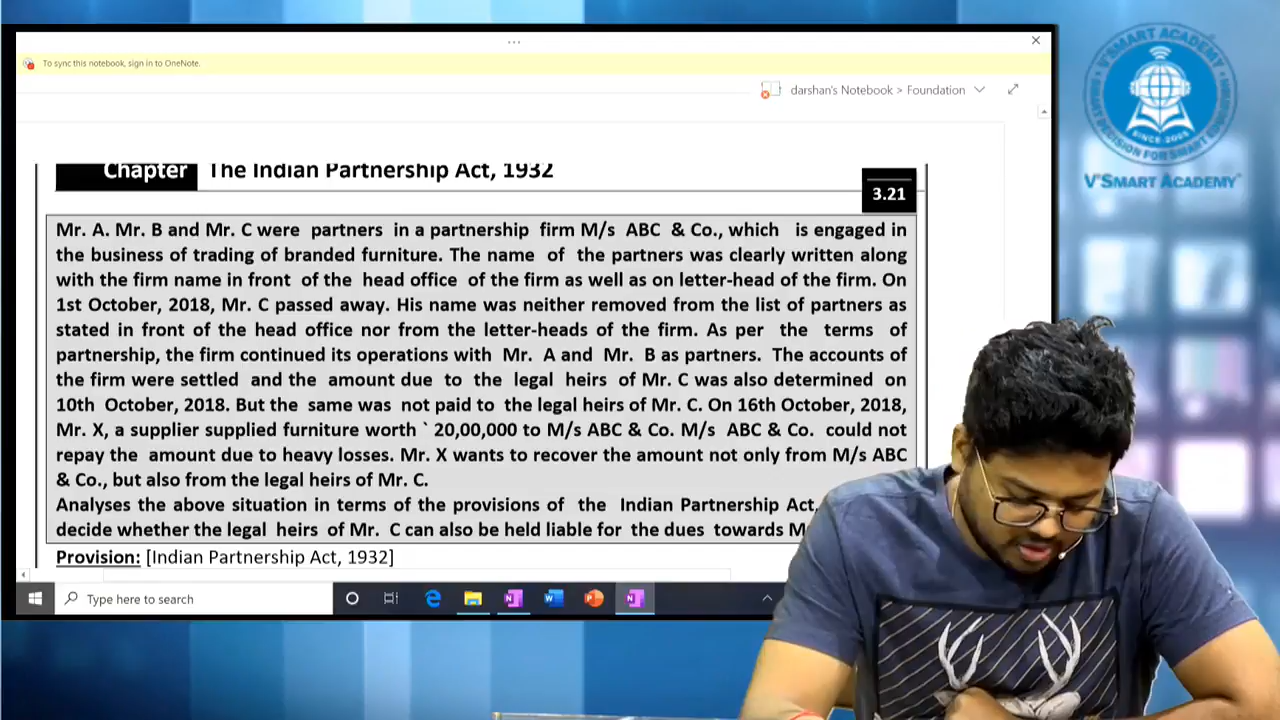 ...
To sync this notebook, sign in to OneNote.
darshan's Notebook > Foundation
Chapter The Indian Partnership Act, 1932
3.21
Mr. A. Mr. B and Mr. C were partners in a partnership firm M/s ABC & Co., which is engaged in
the business of trading of branded furniture. The name of the partners was clearly written along
with the firm name in front of the head office of the firm as well as on letter-head of the firm. On
1st October, 2018, Mr. C passed away. His name was neither removed from the list of partners as
stated in front of the head office nor from the letter-heads of the firm. As per the terms of
partnership, the firm continued its operations with Mr. A and Mr. B as partners. The accounts of
the firm were settled and the amount due to the legal heirs of Mr. C was also determined on
10th October, 2018. But the same was not paid to the legal heirs of Mr. C. On 16th October, 2018,
Mr. X, a supplier supplied furniture worth ` 20,00,000 to M/s ABC & Co. M/s ABC & Co. could not
repay the amount due to heavy losses. Mr. X wants to recover the amount not only from M/s ABC
& Co., but also from the legal heirs of Mr. C.
Analyses the above situation in terms of the provisions of the Indian Partnership Act,
decide whether the legal heirs of Mr. C can also be held liable for the dues towards
Provision: [Indian Partnership Act, 1932]
Type here to search
V'SMART ACADEMY
SINCE 2005
V'SMART ACADEMY